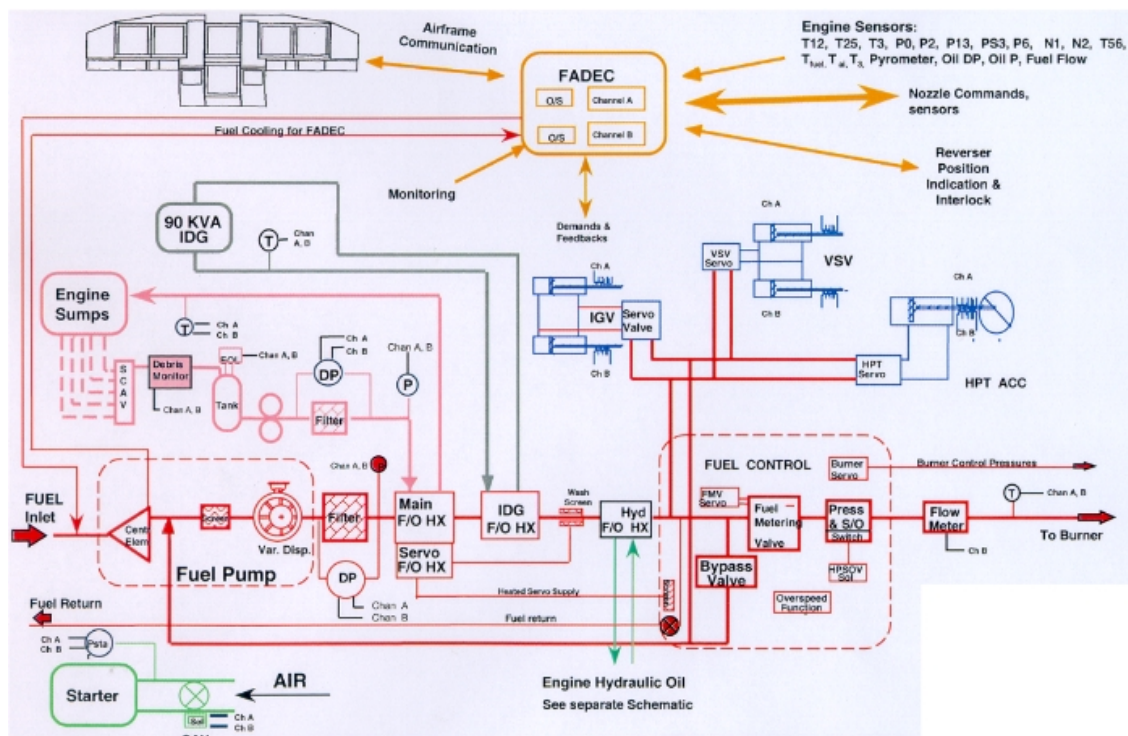 Airframe
Communication
FADEC
O/S
Channel A
O/S
Channel B
Engine Sensors:
T12, T25, T3, P0, P2, P13, PS3, P6, N1, N2, T56,
Pyrometer, Oil DP, Oil P, Fuel Flow
Nozzle Commands,
sensors
Reverser
Position
Indication &
Interlock
Fuel Cooling for FADEC
Monitoring
Demands &
Feedbacks
90 KVA
IDG
T
Chan
A, B
Engine
Sumps
T
Ch A
Ch B
SCAV
Debris
Monitor
Chan A, B
Chan A, B
Tank
DP
Ch A
Ch B
Filter
Chan A, B
P
Ch A
IGV
Servo
Valve
Ch B
Ch A
VSV
Servo
VSV
Ch B
Ch A
Ch B
HPT
Servo
HPT ACC
FUEL
Inlet
Centr
Elem
Screen
Var. Disp.
Fuel Pump
Chan A, B
Filter
DP
Chan A
Chan B
Main
F/O HX
Servo
F/O HX
IDG
F/O HX
Wash
Screen
Hyd
F/O HX
Heated Servo Supply
Fuel return
FUEL CONTROL
FMV Servo
Fuel
Metering
Valve
Bypass
Valve
Burner
Servo
Press
& S/O
Switch
HPSOV
Sol
Overspeed
Function
Burner Control Pressures
T
Chan A, B
Flow
Meter
Ch B
To Burner
Fuel Return
Ch A
Ch B
Psta
Starter
AIR
Sol
Ch A
Ch B
Engine Hydraulic Oil
See separate Schematic